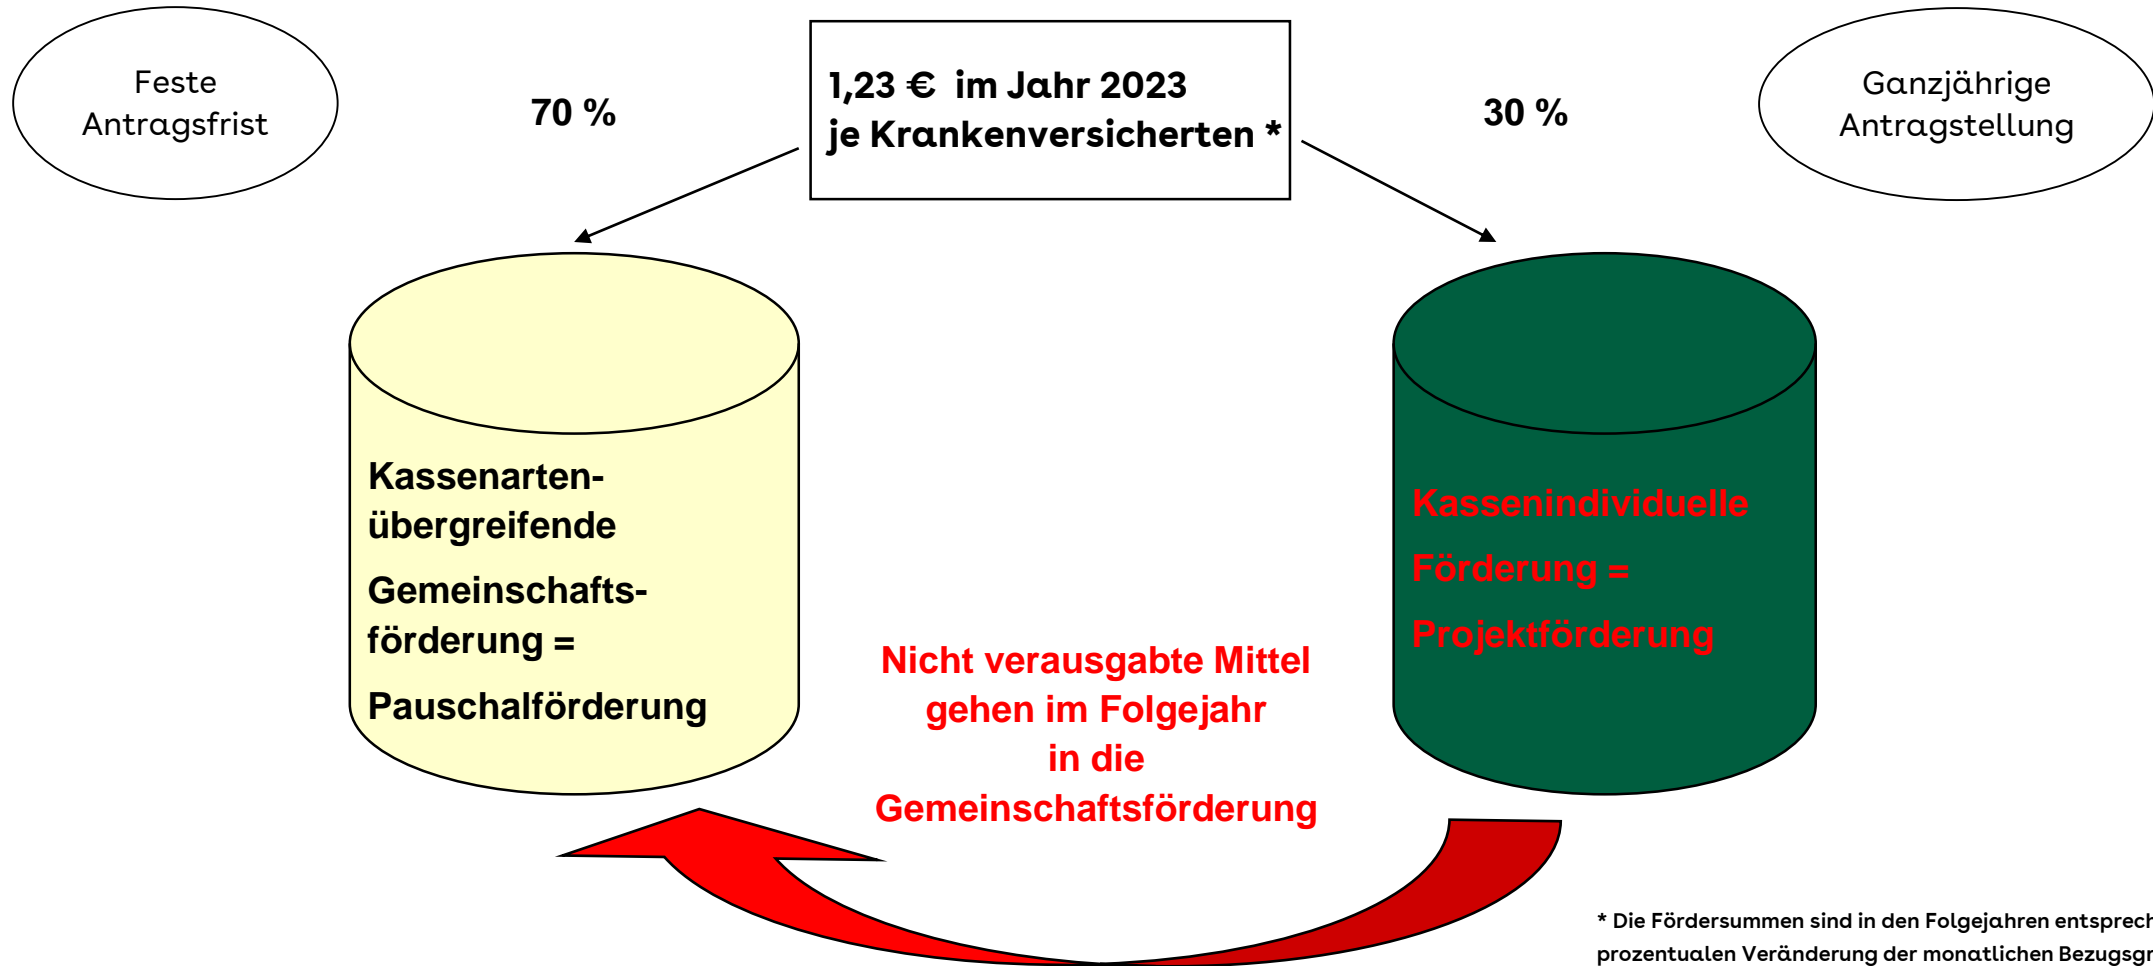 Feste
Antragsfrist
70 %
1,23 € im Jahr 2023
je Krankenversicherten *
30 %
Ganzjährige
Antragstellung
Kassenarten-
übergreifende
Gemeinschafts-
förderung =
Pauschalförderung
Nicht verausgabte Mittel
gehen im Folgejahr
in die
Gemeinschaftsförderung
Kassenindividuelle
Förderung =
Projektförderung
* Die Fördersummen sind in den Folgejahren
prozentualen Veränderung der monatlichen